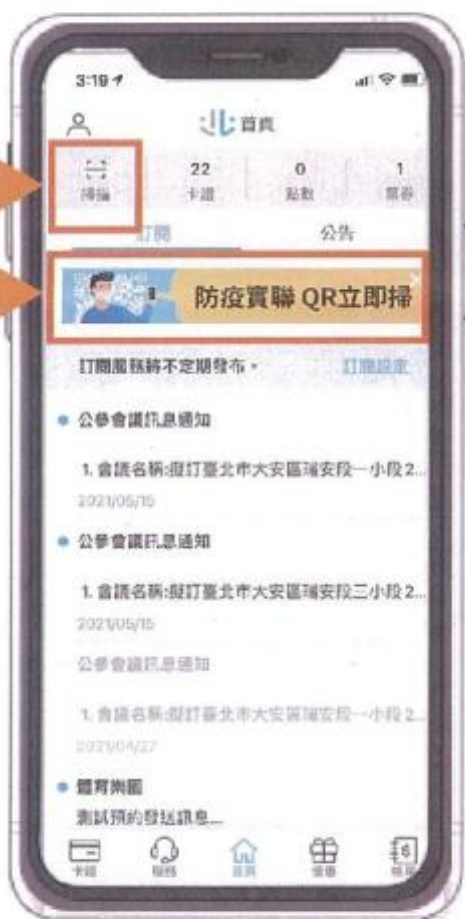 3:19
首頁
掃描
22
卡證
0
點數
1
票券
訂閱
公告
防疫實聯 QR立即掃
訂閱服務將不定期發布。
訂閱設定
公參會議訊息通知
1. 會議名稱:擬訂臺北市大安區瑞安段一小段2...
2021/05/15
公參會議訊息通知
1. 會議名稱:擬訂臺北市大安區瑞安段三小段2...
2021/05/15
公參會議訊息通知
1. 會議名稱:擬訂臺北市大安區瑞安段一小段2...
2021/04/27
體育樂園
測試預約發送訊息...
卡證
服務
首頁
優惠
帳單